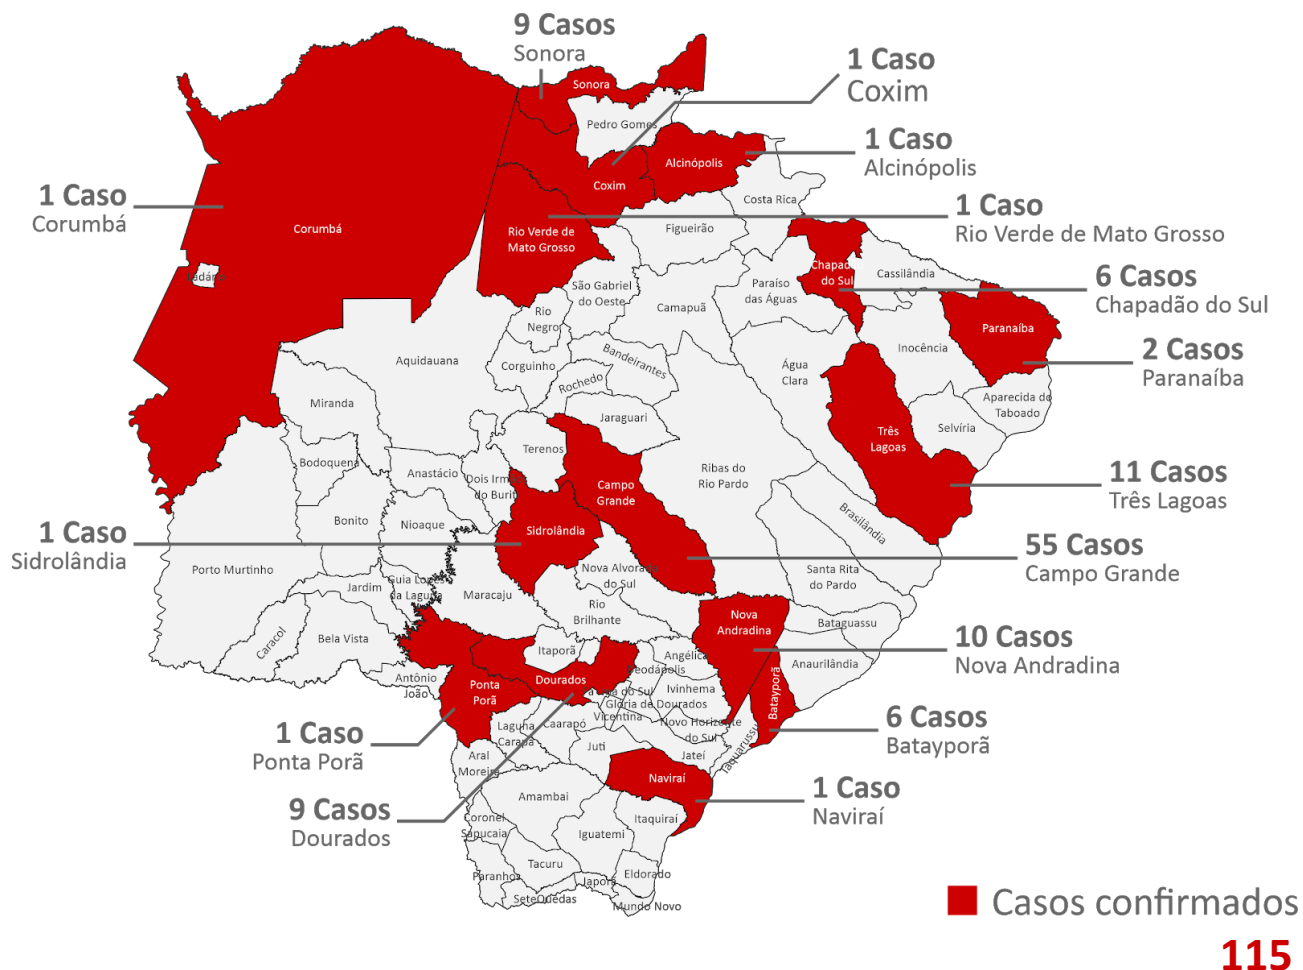 9 Casos
Sonora
1 Caso
Coxim
1 Caso
Alcinópolis
1 Caso
Corumbá
1 Caso
Rio Verde de Mato Grosso
6 Casos
Chapadão do Sul
2 Casos
Paranaíba
11 Casos
Três Lagoas
1 Caso
Sidrolândia
55 Casos
Campo Grande
10 Casos
Nova Andradina
6 Casos
Batayporã
1 Caso
Ponta Porã
1 Caso
Naviraí
9 Casos
Dourados
Sonora
Pedro Gomes
Alcinópolis
Coxim
Costa Rica
Corumbá
Rio Verde de
Mato Grosso
Figueirão
Chapad
do Sul
Cassilândia
São Gabriel
do Oeste
Paraíso
das Águas
Camapuã
Rio
Negro
Paranaíba
Inocência
Aquidauana
Bandeirantes
Corguinho
Água
Clara
Rochedo
Aparecida do
Taboado
Miranda
Jaraguari
Selvíria
Três
Lagoas
Terenos
Bodoquena
Anastácio
Dois Irm
do Buriti
Campo
Grande
Ribas do
Rio Pardo
Brasilândia
Bonito
Nioaque
Sidrolândia
Porto Murtinho
Nova Alvorada
do Sul
Santa Rita
do Pardo
Guia Lopes
da Laguna
Jardim
Maracaju
Rio
Brilhante
Nova
Andradina
Bataguassu
Caracol
Bela Vista
Itaporã
Angélica
Anaurilândia
Deodápolis
Antônio
João
Ponta
Porã
Dourados
Ivinhema
Batayporã
Glória de Dourados
Vicentina
Laguna
Carapã
Caarapó
Novo Horizonte
do Sul
Taquarussu
Juti
Jateí
Aral
Moreira
Naviraí
Amambai
Coronel
Sapucaia
Iguatemi
Itaquiraí
Tacuru
Paranhos
Eldorado
Japorã
SeteQuedas
Mundo Novo
Casos confirmados
115